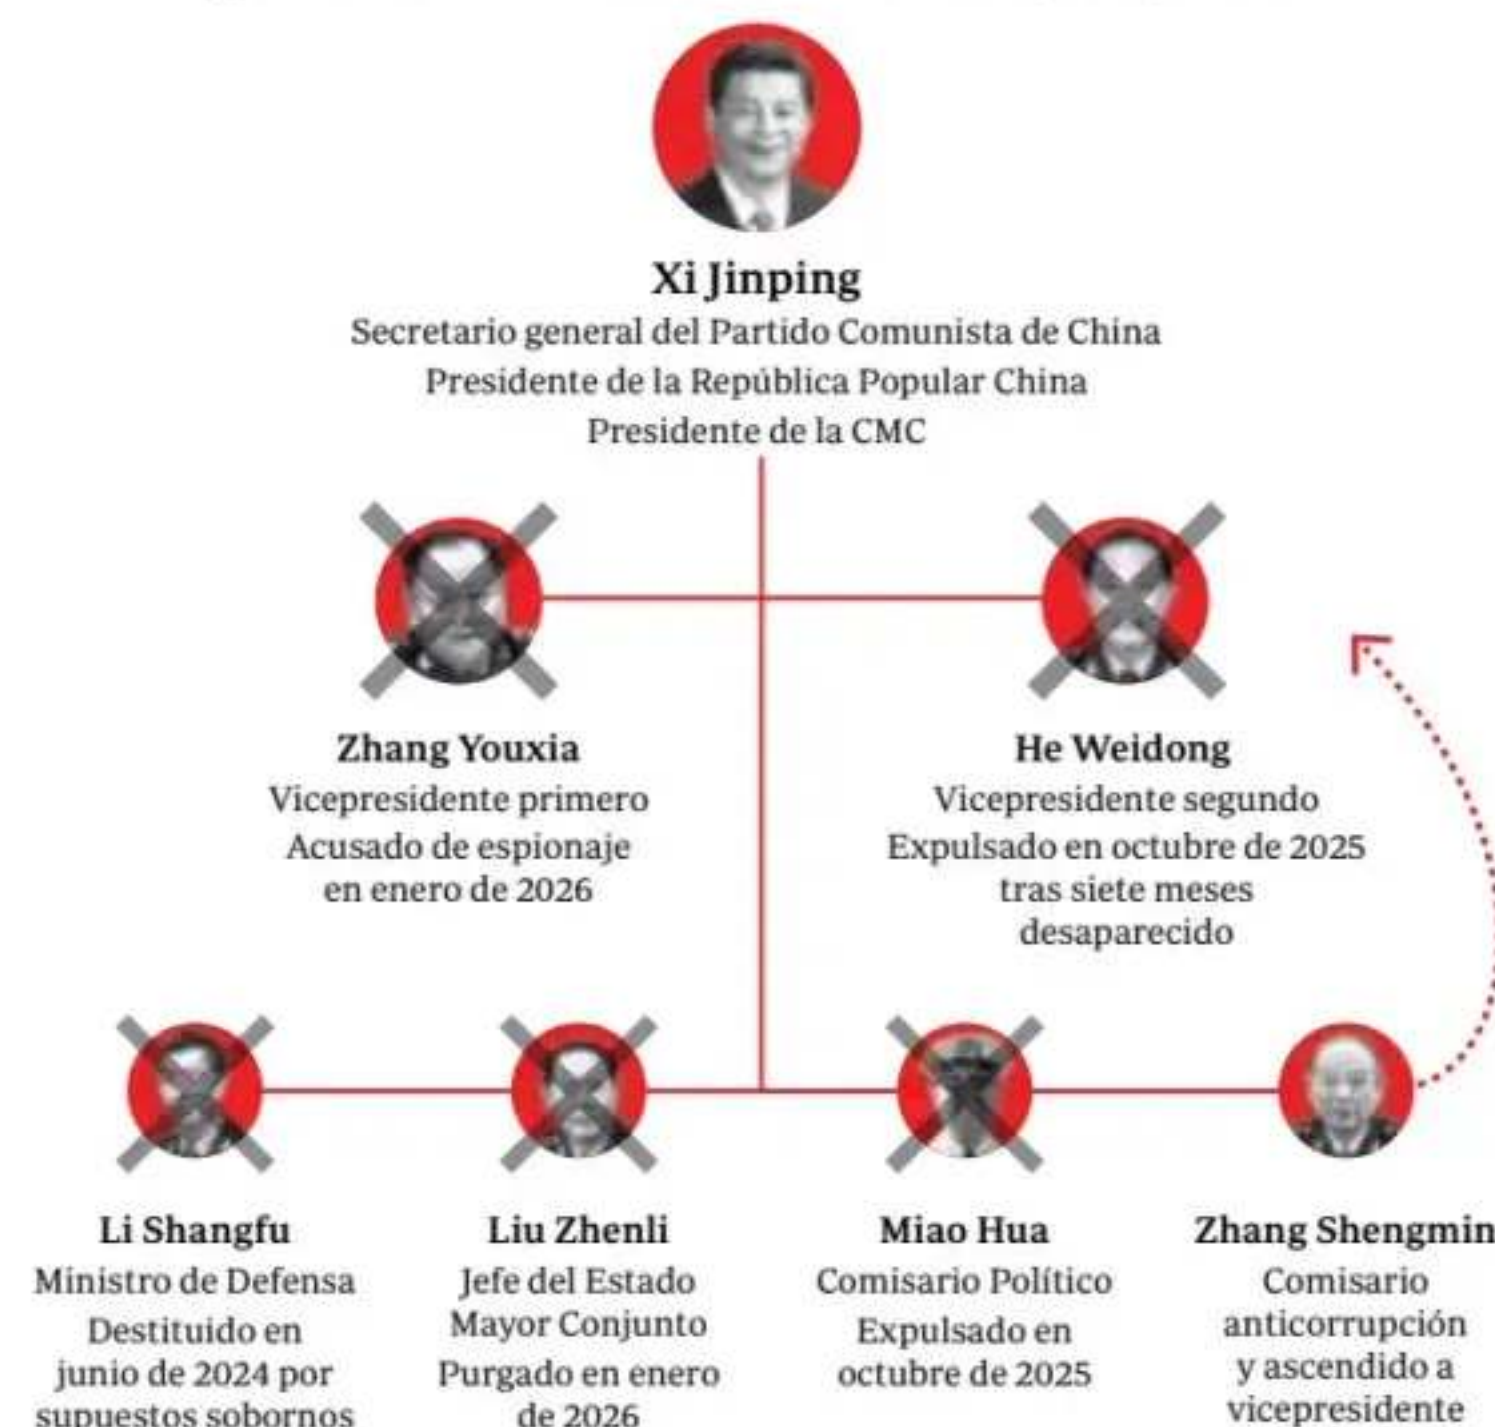 Xi Jinping
Secretario general del Partido Comunista de China
Presidente de la República Popular China
Presidente de la CMC
Zhang Youxia
Vicepresidente primero
Acusado de espionaje
en enero de 2026
He Weidong
Vicepresidente segundo
Expulsado en octubre de 2025
tras siete meses
desaparecido
Li Shangfu
Ministro de Defensa
Destituido en
junio de 2024 por
supuestos sobornos
Liu Zhenli
Jefe del Estado
Mayor Conjunto
Purgado en enero
de 2026
Miao Hua
Comisario Político
Expulsado en
octubre de 2025
Zhang Shengmin
Comisario
anticorrupción
y ascendido a
vicepresidente